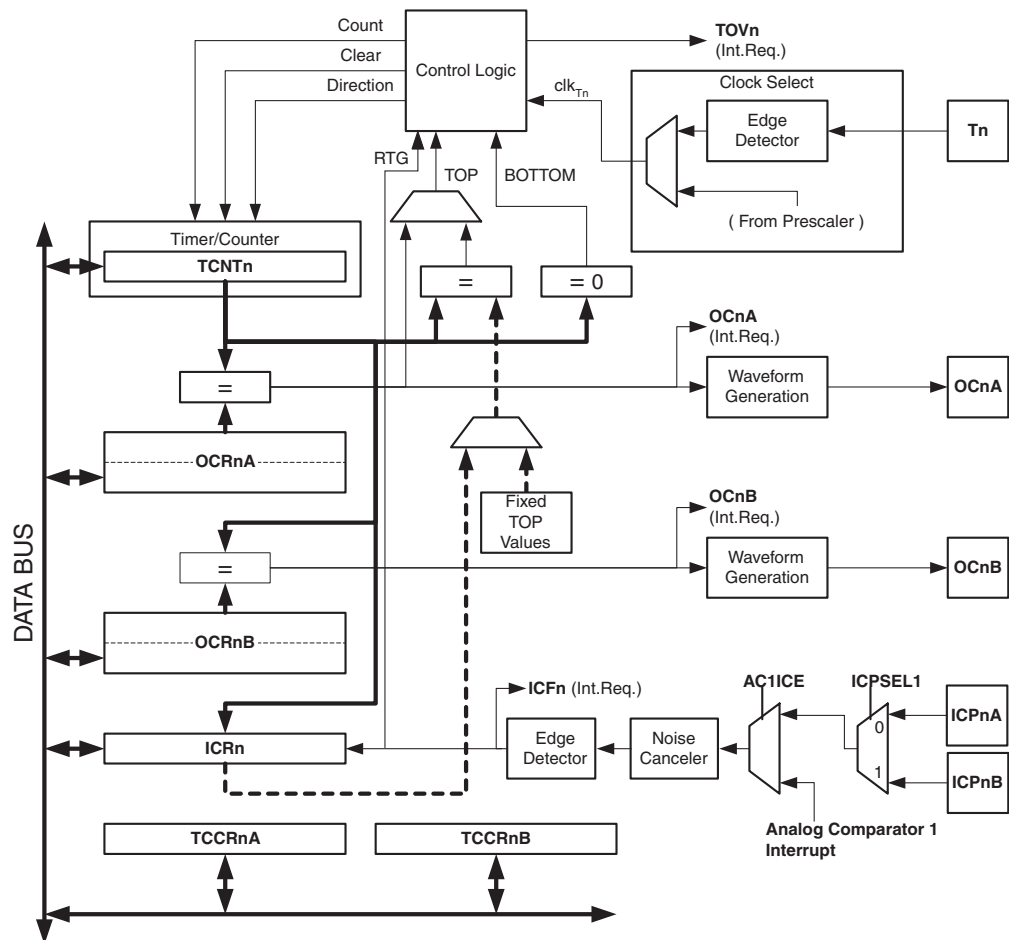 Count
Clear
Direction
Control Logic
TOVn
(Int.Req.)
clkTn
Clock Select
Edge
Detector
Tn
( From Prescaler )
RTG
TOP
BOTTOM
Timer/Counter
TCNTn
=
= 0
OCnA
(Int.Req.)
=
Waveform
Generation
OCnA
OCRnA
Fixed
TOP
Values
OCnB
(Int.Req.)
=
Waveform
Generation
OCnB
OCRnB
DATA BUS
ICFn (Int.Req.)
AC1ICE
ICPSEL1
ICRn
Edge
Detector
Noise
Canceler
0
1
ICPnA
ICPnB
Analog Comparator 1
Interrupt
TCCRnA
TCCRnB